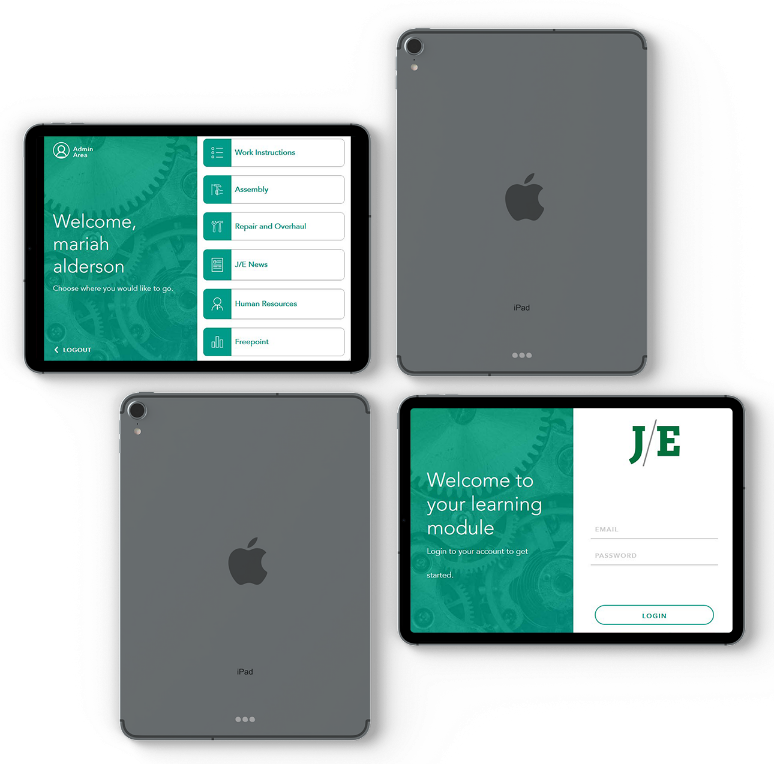 Admin
Area
Welcome,
mariah
alderson
Choose where you would like to go.
LOGOUT
Work Instructions
Assembly
Repair and Overhaul
J/E News
Human Resources
Freepoint
iPad
iPad
Welcome to
your learning
module
Login to your account to get
started.
J/E
EMAIL
PASSWORD
LOGIN